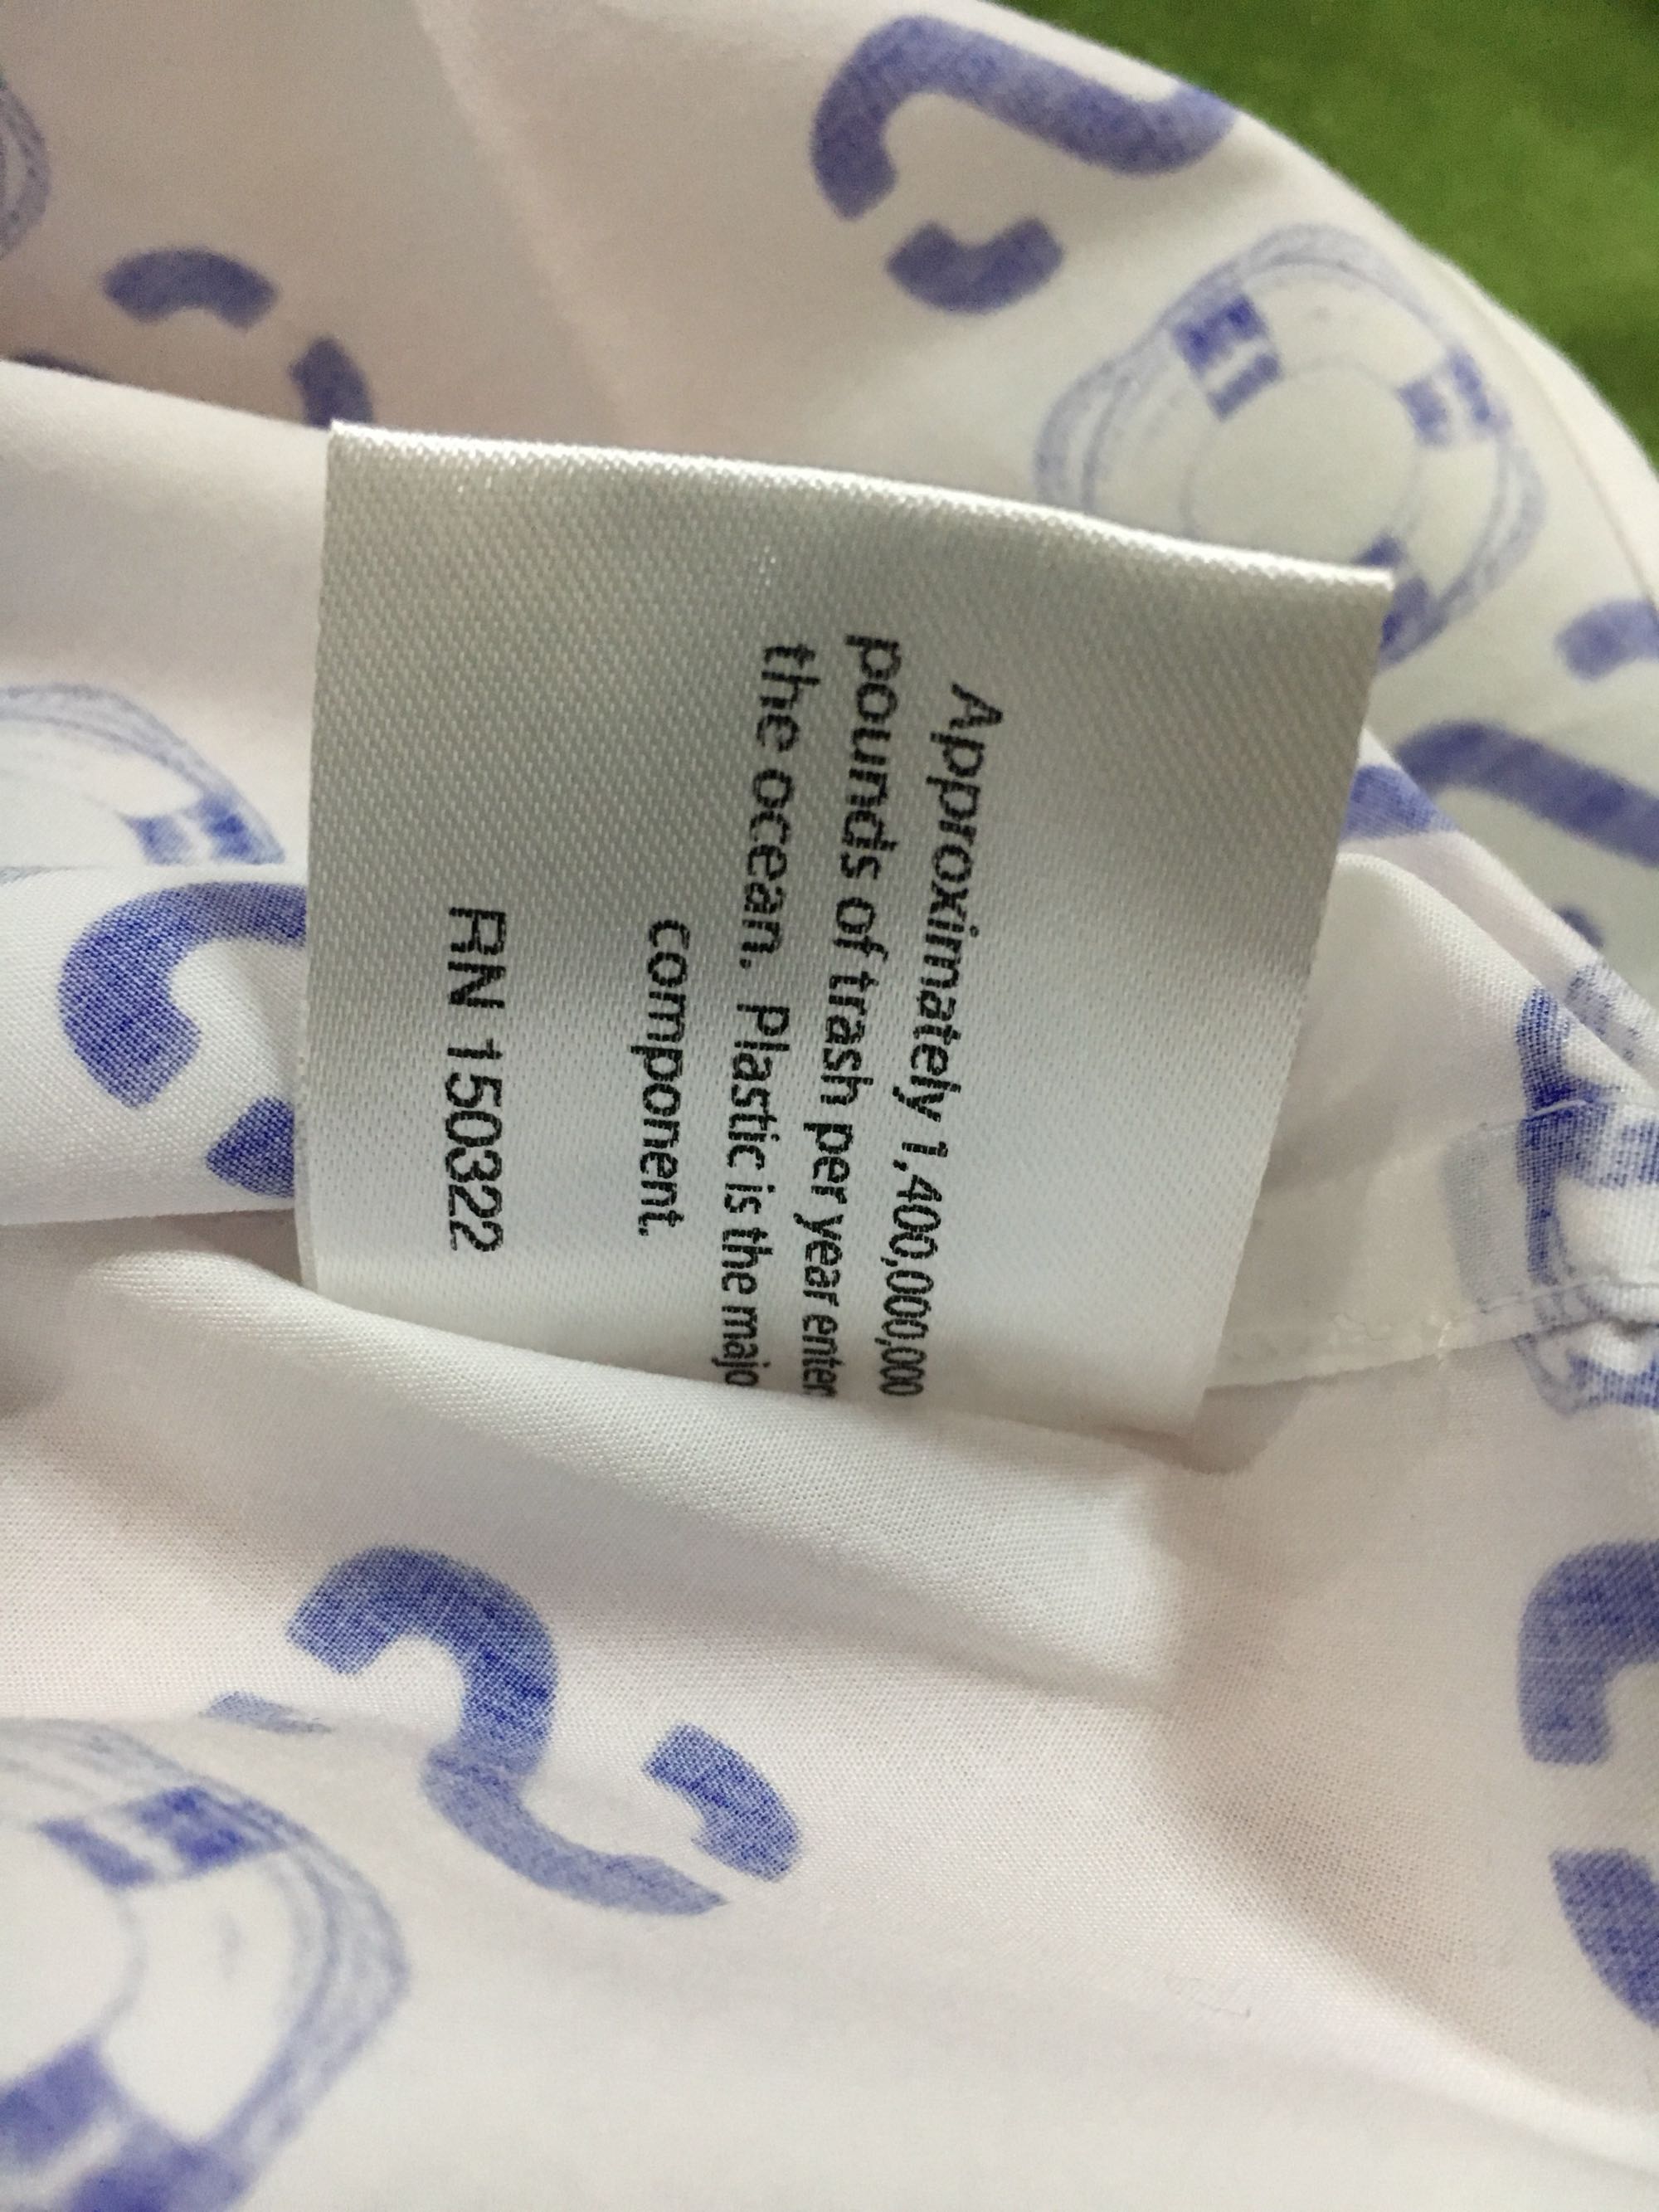 Approximately 1,400,000,000
pounds of trash per year enter
the ocean. Plastic is the majo
component.
RN 150322